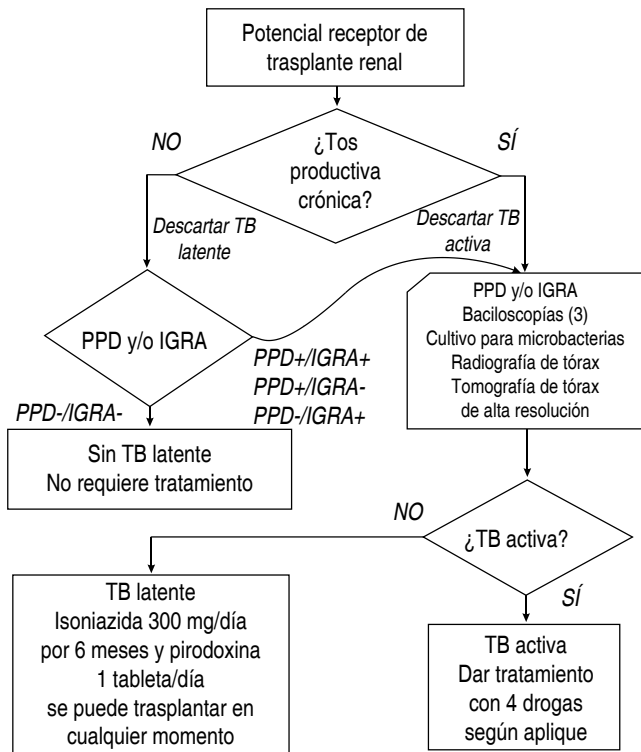 Potencial receptor de
trasplante renal
NO
SÍ
¿Tos
productiva
crónica?
Descartar TB
latente
Descartar TB
activa
PPD y/o IGRA
PPD y/o IGRA
Baciloscopías (3)
Cultivo para microbacterias
Radiografía de tórax
Tomografía de tórax
de alta resolución
PPD+/IGRA+
PPD+/IGRA-
PPD-/IGRA+
PPD-/IGRA-
Sin TB latente
No requiere tratamiento
NO
¿TB activa?
SÍ
TB latente
Isoniazida 300 mg/día
por 6 meses y pirodoxina
1 tableta/día
se puede trasplantar en
cualquier momento
TB activa
Dar tratamiento
con 4 drogas
según aplique